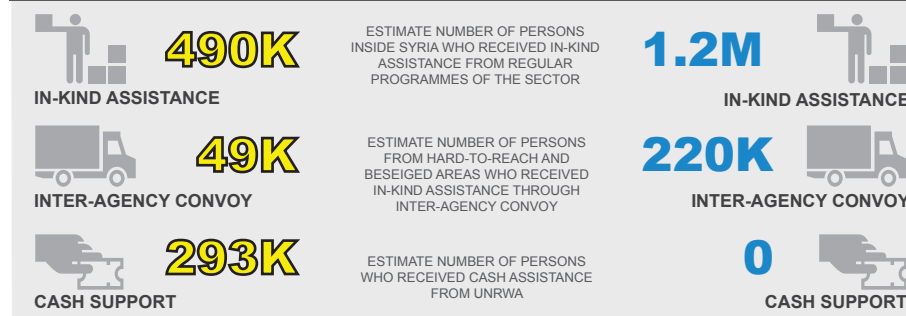 490K
IN-KIND ASSISTANCE
ESTIMATE NUMBER OF PERSONS
INSIDE SYRIA WHO RECEIVED IN-KIND
ASSISTANCE FROM REGULAR
PROGRAMMES OF THE SECTOR
1.2M
IN-KIND ASSISTANCE
49K
INTER-AGENCY CONVOY
ESTIMATE NUMBER OF PERSONS
FROM HARD-TO-REACH AND
BESEIGED AREAS WHO RECEIVED
IN-KIND ASSISTANCE THROUGH
INTER-AGENCY CONVOY
220K
INTER-AGENCY CONVOY
293K
CASH SUPPORT
ESTIMATE NUMBER OF PERSONS
WHO RECEIVED CASH ASSISTANCE
FROM UNRWA
0
CASH SUPPORT